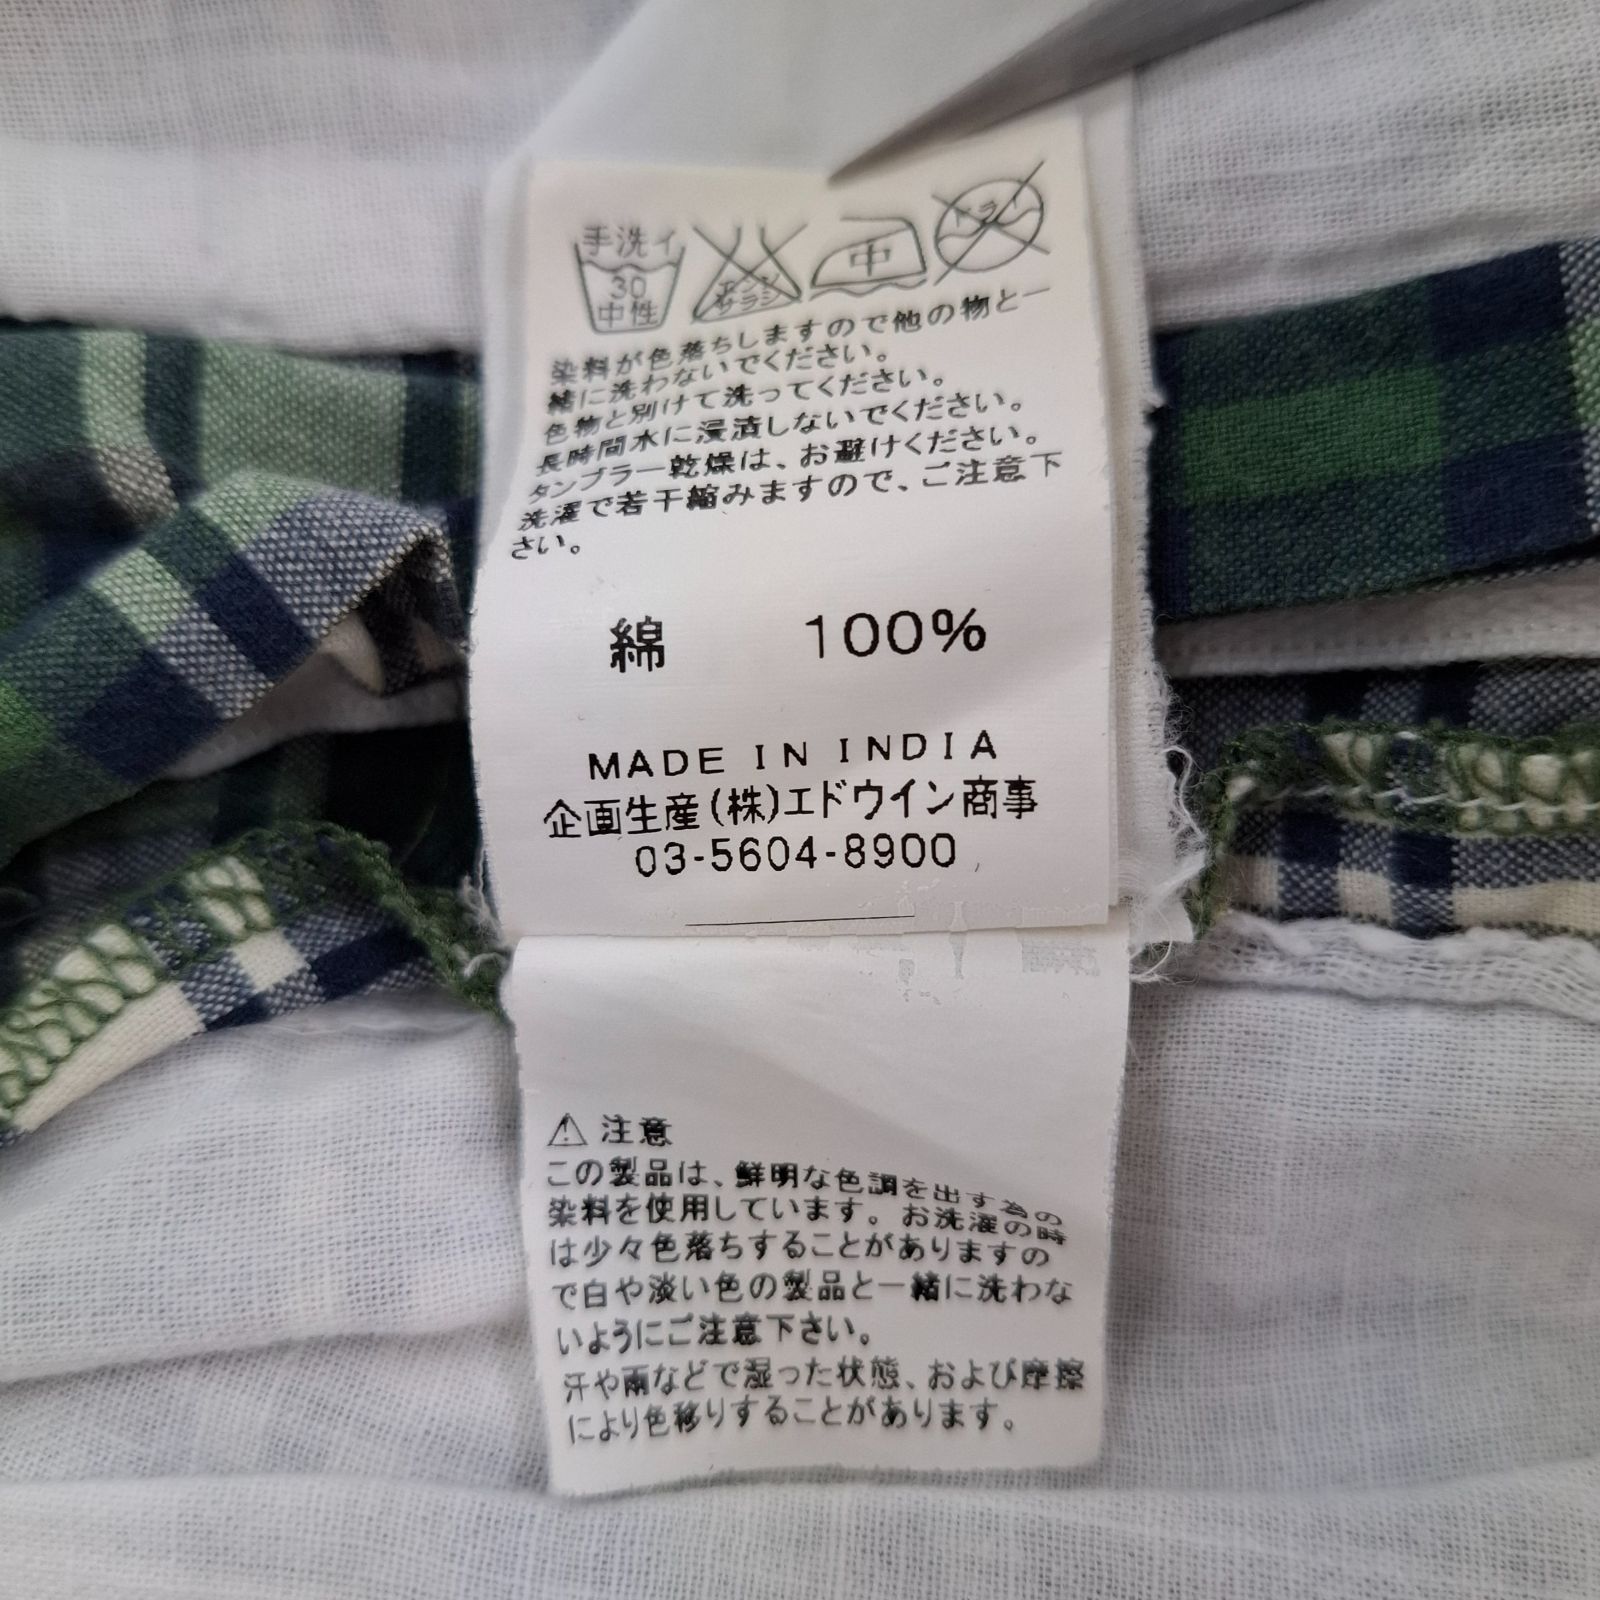 手洗イ
30
中性
エンソ
サラシ
中
ドライ
染料が色落ちしますので他の物と一
緒に洗わないでください。
色物と別けて洗ってください。
長時間水に浸漬しないでください。
タンブラー乾燥は、お避けください。
洗濯で若干縮みますので、ご注意下
さい。
綿 100%
MADE IN INDIA
企画生産(株)エドウイン商事
03-5604-8900
⚠ 注意
この製品は、鮮明な色調を出す為の
染料を使用しています。お洗濯の時
は少々色落ちすることがありますの
で白や淡い色の製品と一緒に洗わな
いようにご注意下さい。
汗や雨などで湿った状態、および摩擦
により色移りすることがあります。